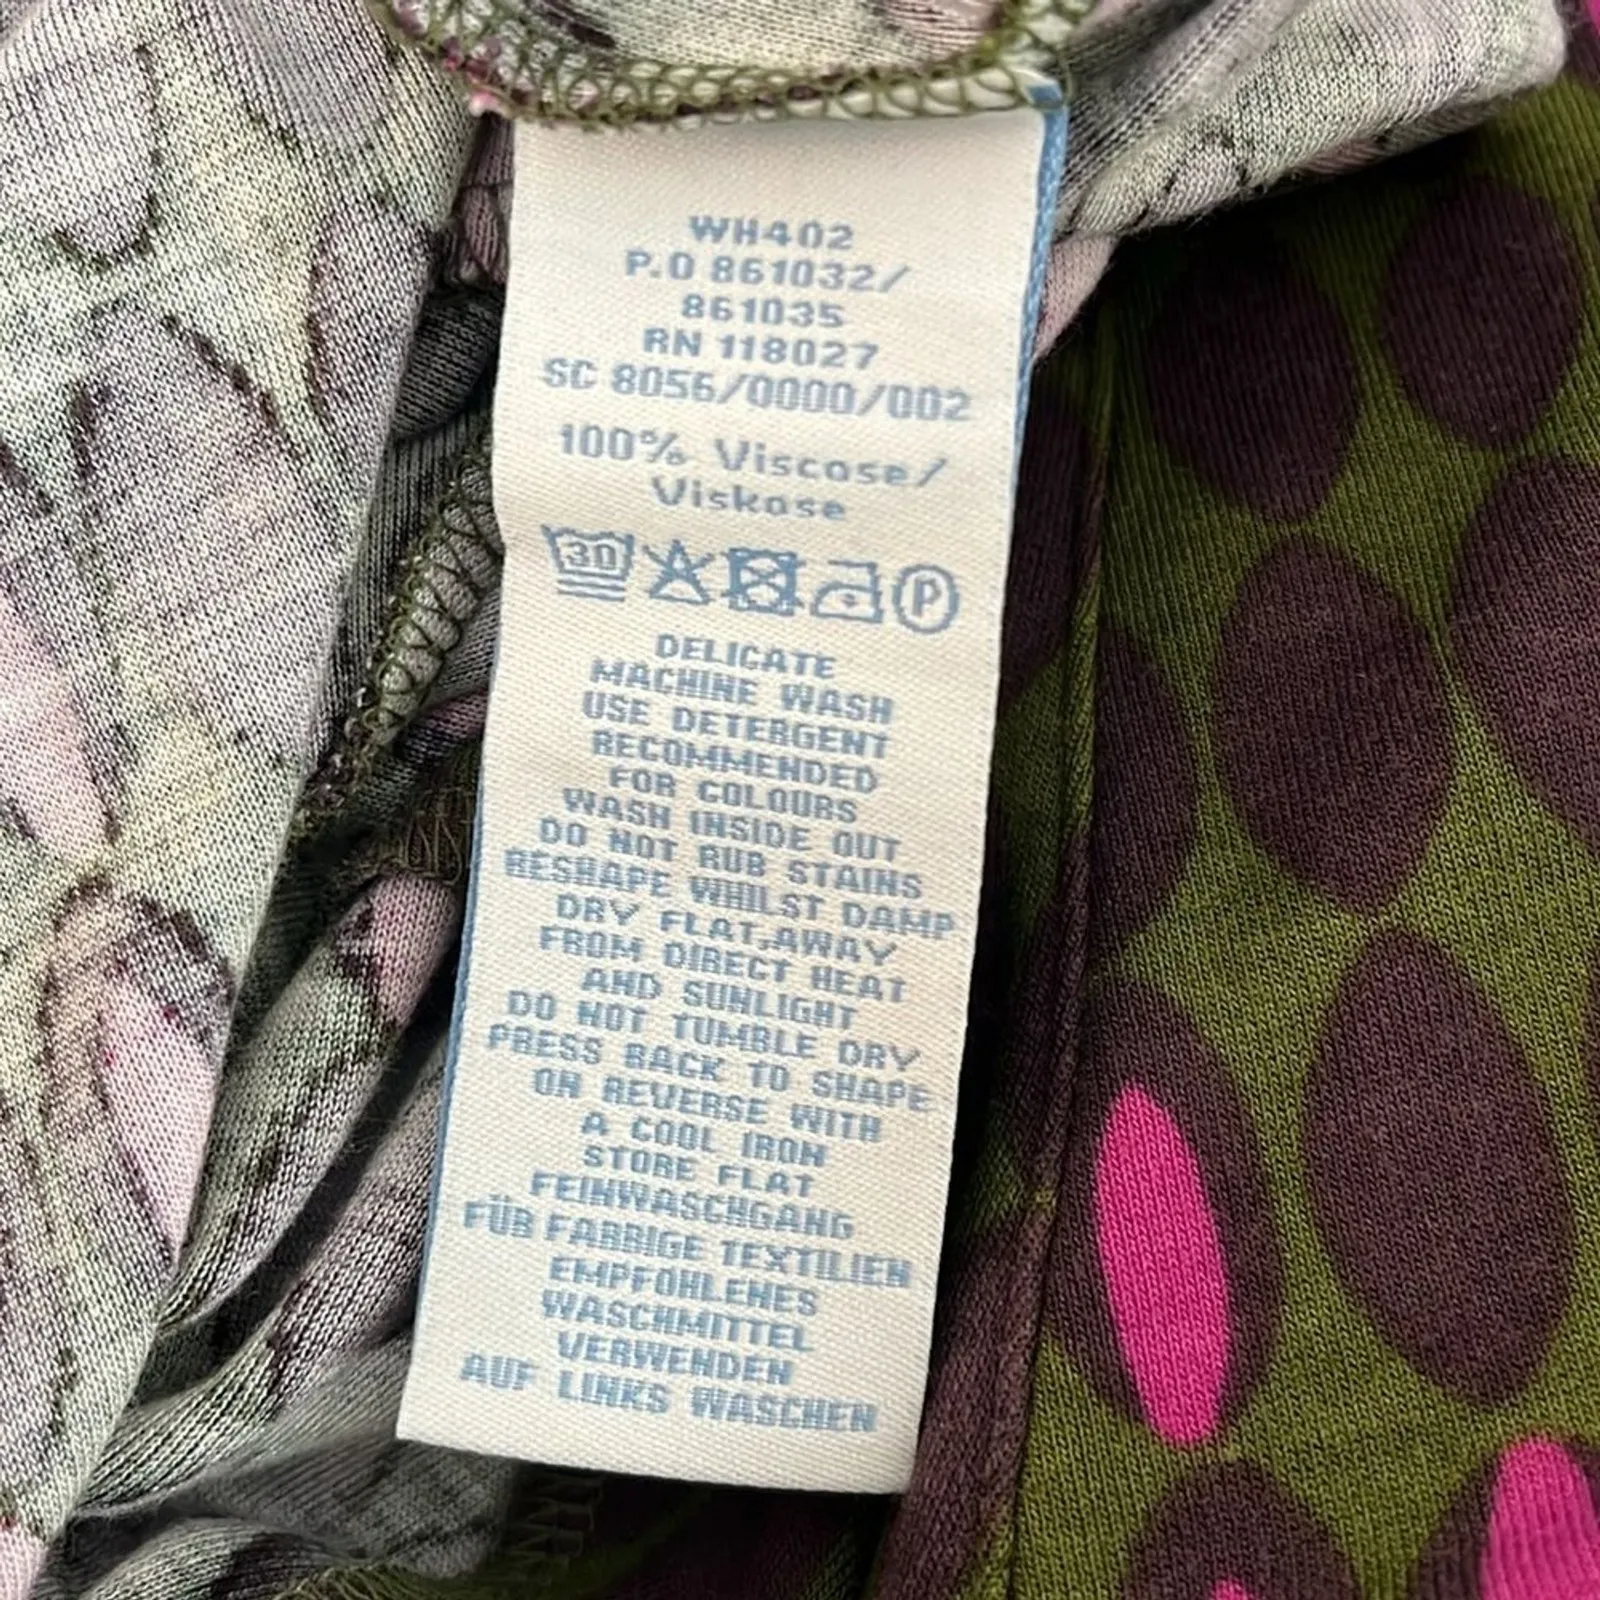 WH402
P.O 861032/
861035
RN 118027
SC 8056/0000/002
100% Viscose/
Viskose
30 P
DELICATE
MACHINE WASH
USE DETERGENT
RECOMMENDED
FOR COLOURS
WASH INSIDE OUT
DO NOT RUB STAINS
RESHAPE WHILST DAMP
DRY FLAT.AWAY
FROM DIRECT HEAT
AND SUNLIGHT
DO NOT TUMBLE DRY
PRESS BACK TO SHAPE
ON REVERSE WITH
A COOL IRON
STORE FLAT
FEINWASCHGANG
FÜR FARBIGE TEXTILIEN
EMPFOHLENES
WASCHMITTEL
VERWENDEN
AUF LINKS WASCHEN